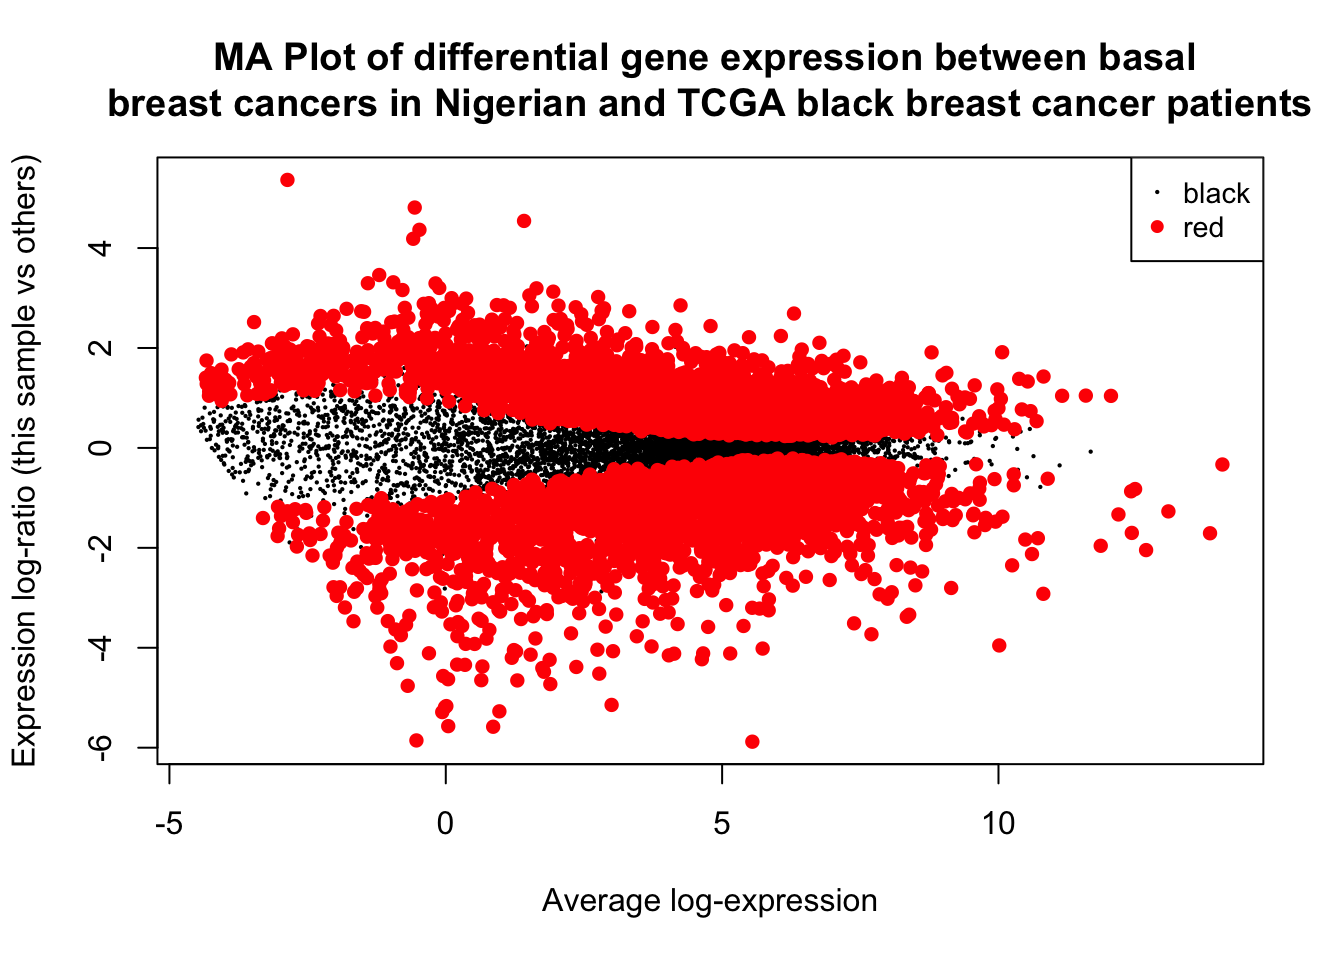 MA Plot of differential gene expression between basal
breast cancers in Nigerian and TCGA black breast cancer patients
Expression log-ratio (this sample vs others)
black
red
4
2
0
-2
-4
-6
-5
0
5
10
Average log-expression